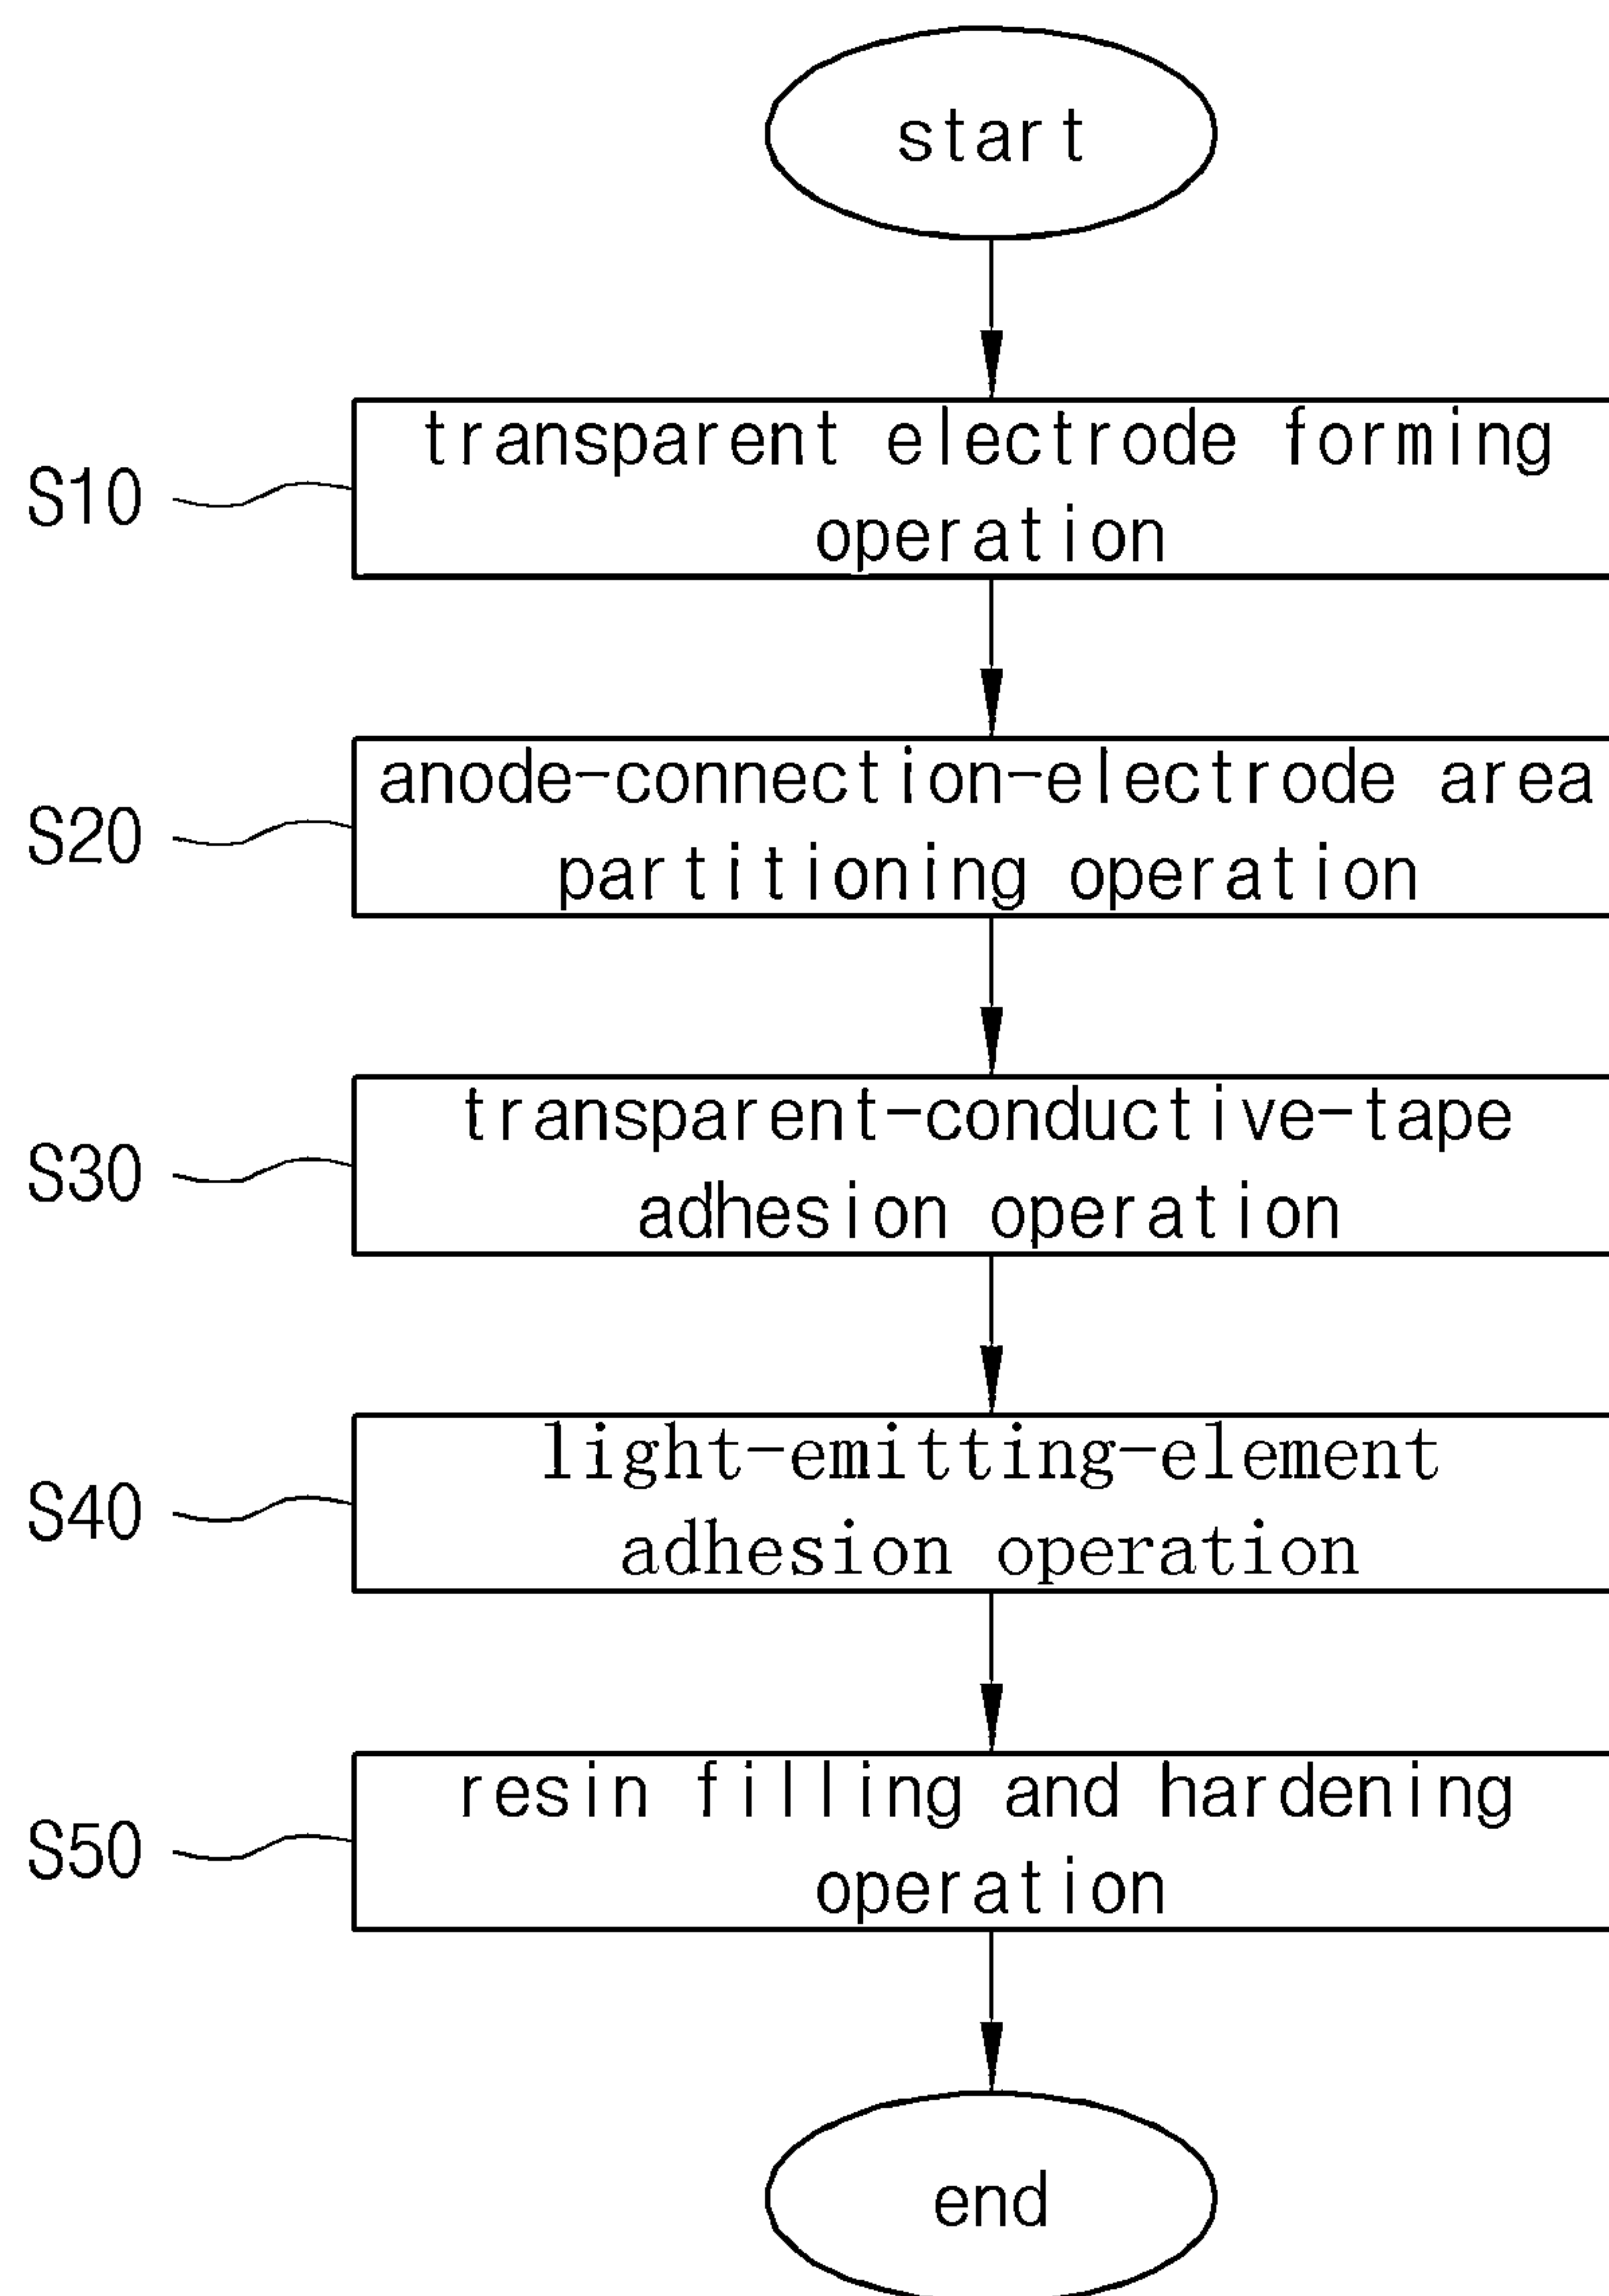 start
S10
transparent electrode forming
operation
S20
anode-connection-electrode area
partitioning operation
S30
transparent-conductive-tape
adhesion operation
S40
light-emitting-element
adhesion operation
S50
resin filling and hardening
operation
end